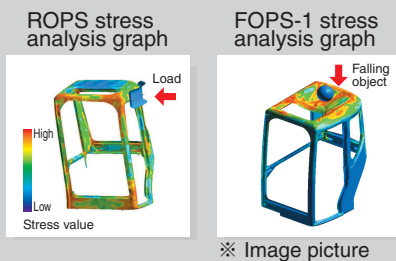 ROPS stress
analysis graph
Load
High
Low
Stress value
FOPS-1 stress
analysis graph
Falling
object
※ Image picture